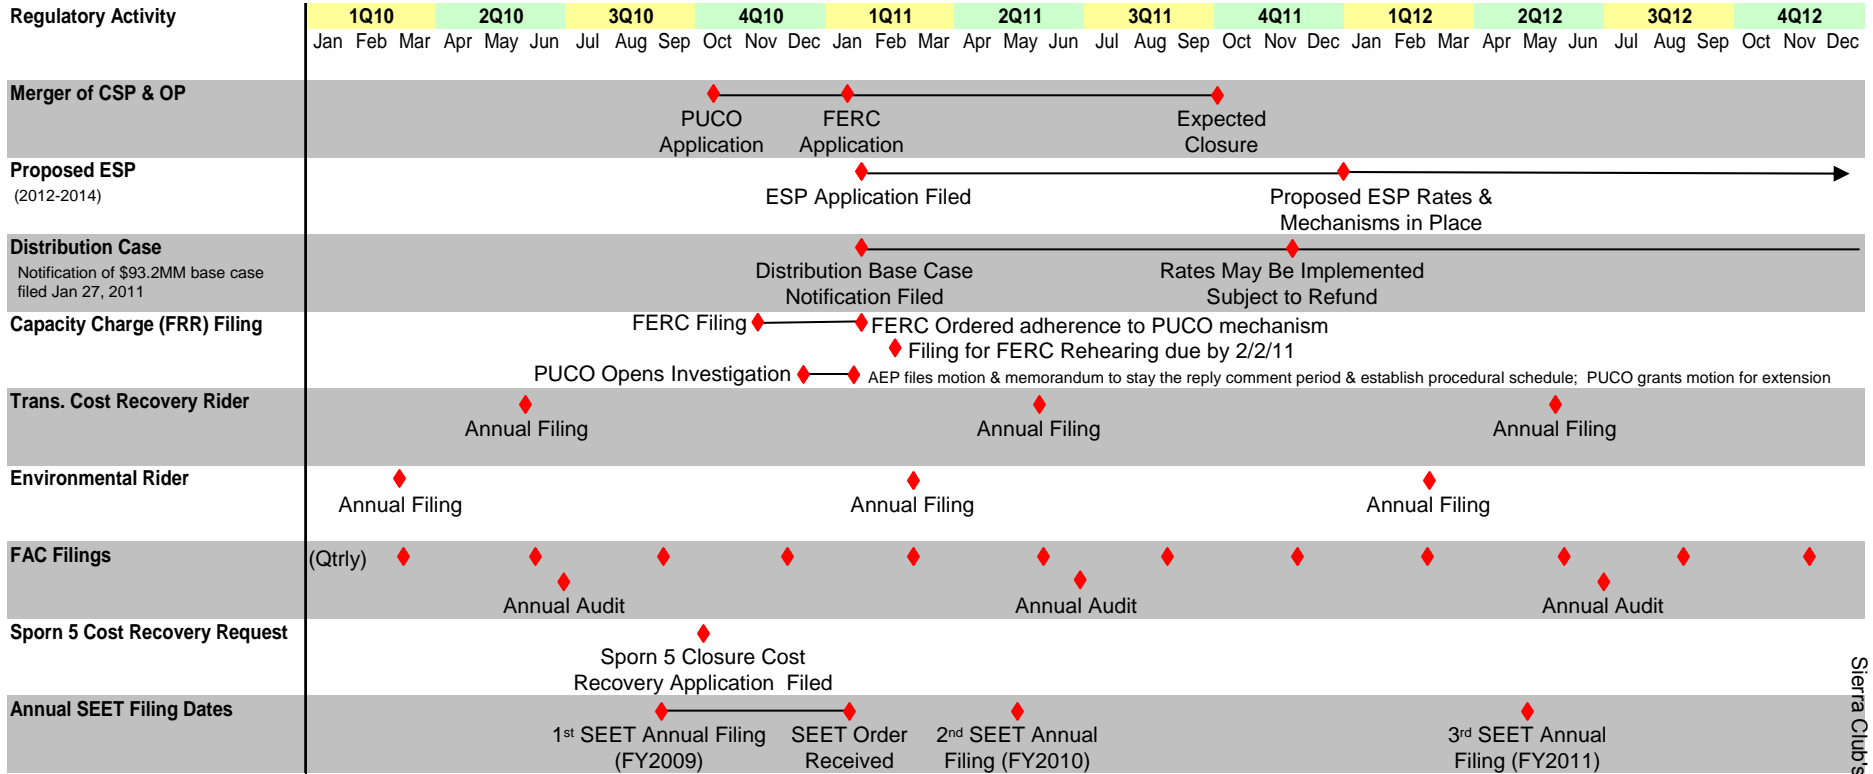 Regulatory Activity
1Q10 2Q10 3Q10 4Q10 1Q11 2Q11 3Q11 4Q11 1Q12 2Q12 3Q12 4Q12
Jan Feb Mar Apr May Jun Jul Aug Sep Oct Nov Dec Jan Feb Mar Apr May Jun Jul Aug Sep Oct Nov Dec Jan Feb Mar Apr May Jun Jul Aug Sep Oct Nov Dec
Merger of CSP & OP
PUCO
Application
FERC
Application
Expected
Closure
Proposed ESP
(2012-2014)
ESP Application Filed
Proposed ESP Rates &
Mechanisms in Place
Distribution Case
Notification of $93.2MM base case
filed Jan 27, 2011
Distribution Base Case
Notification Filed
Rates May Be Implemented
Subject to Refund
Capacity Charge (FRR) Filing
FERC Filing
FERC Ordered adherence to PUCO mechanism
Filing for FERC Rehearing due by 2/2/11
PUCO Opens Investigation
AEP files motion & memorandum to stay the reply comment period & establish procedural schedule; PUCO grants motion for extension
Trans. Cost Recovery Rider
Annual Filing
Annual Filing
Annual Filing
Environmental Rider
Annual Filing
Annual Filing
Annual Filing
FAC Filings
(Qtrly)
Annual Audit
Annual Audit
Annual Audit
Sporn 5 Cost Recovery Request
Sporn 5 Closure Cost
Recovery Application Filed
Annual SEET Filing Dates
1st SEET Annual Filing
(FY2009)
SEET Order
Received
2nd SEET Annual
Filing (FY2010)
3rd SEET Annual
Filing (FY2011)
Sierra Club's